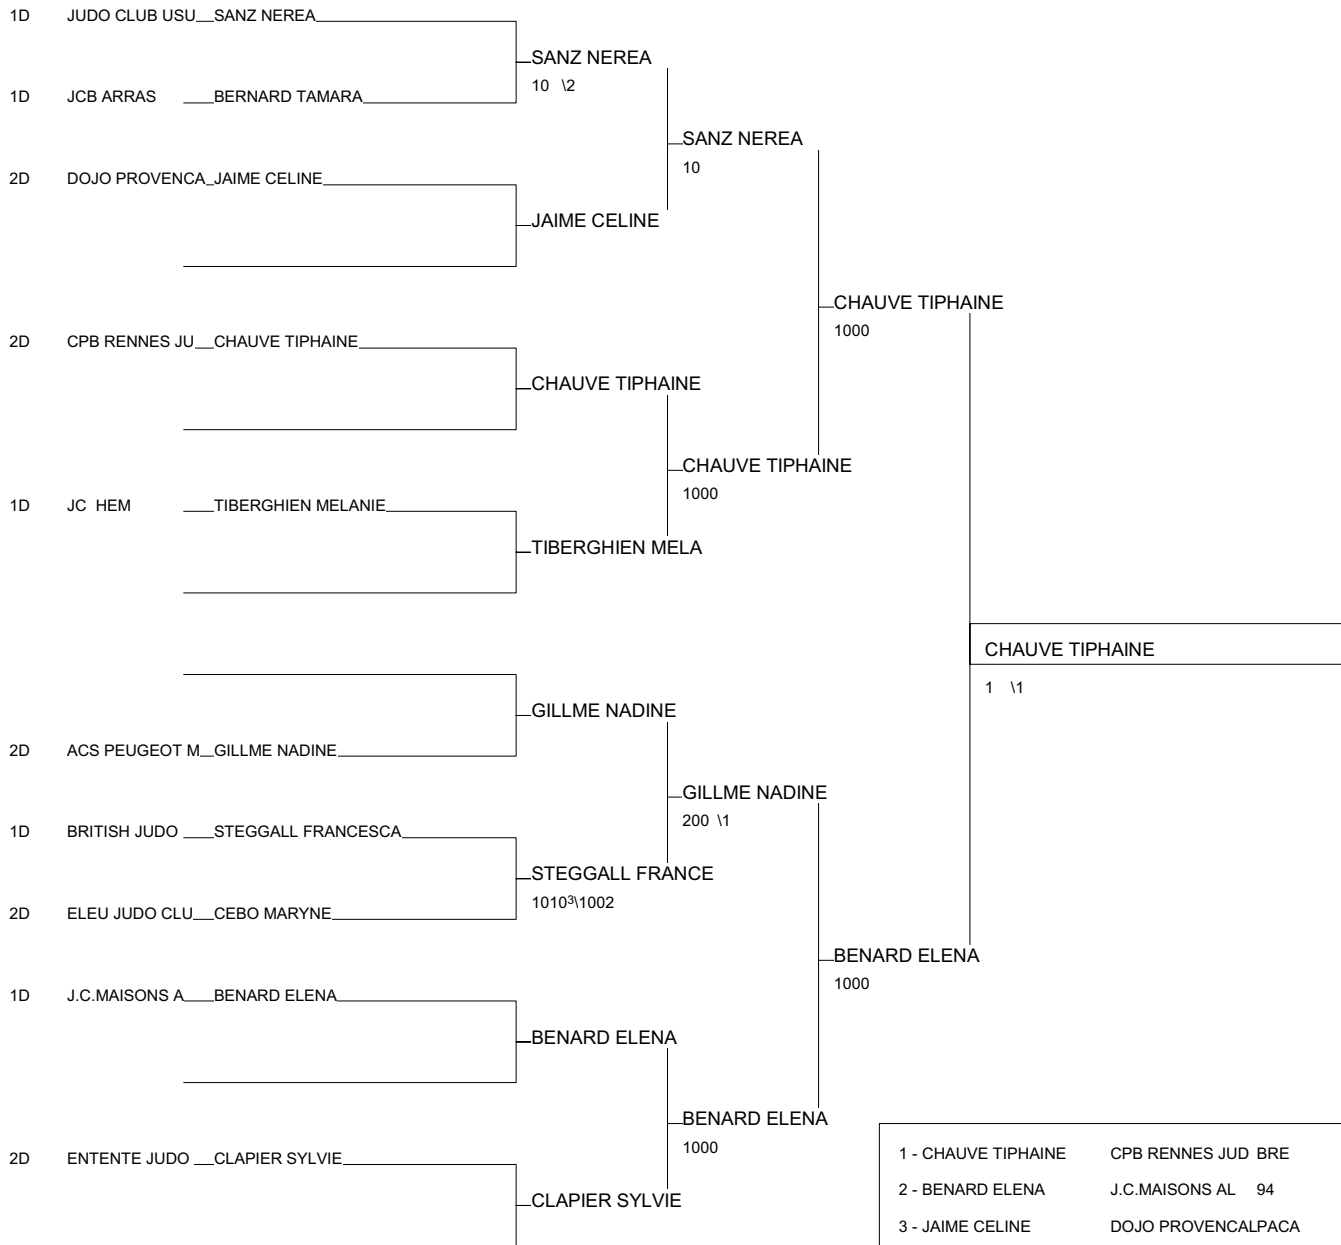 1D JUDO CLUB USU SANZ NEREA
SANZ NEREA
10 \2
1D JCB ARRAS BERNARD TAMARA
SANZ NEREA
10
2D DOJO PROVENCA JAIME CELINE
JAIME CELINE
CHAUVE TIPHAINE
1000
2D CPB RENNES JU CHAUVE TIPHAINE
CHAUVE TIPHAINE
CHAUVE TIPHAINE
1000
1D JC HEM TIBERGHIEN MELANIE
TIBERGHIEN MELA
CHAUVE TIPHAINE
1 \1
GILLME NADINE
2D ACS PEUGEOT M GILLME NADINE
GILLME NADINE
200 \1
1D BRITISH JUDO STEGGALL FRANCESCA
STEGGALL FRANCE
1010³\1002
2D ELEU JUDO CLU CEBO MARYNE
BENARD ELENA
1000
1D J.C.MAISONS A BENARD ELENA
BENARD ELENA
BENARD ELENA
1000
2D ENTENTE JUDO CLAPIER SYLVIE
CLAPIER SYLVIE
1 - CHAUVE TIPHAINE CPB RENNES JUD BRE
2 - BENARD ELENA J.C.MAISONS AL 94
3 - JAIME CELINE DOJO PROVENCALPACA